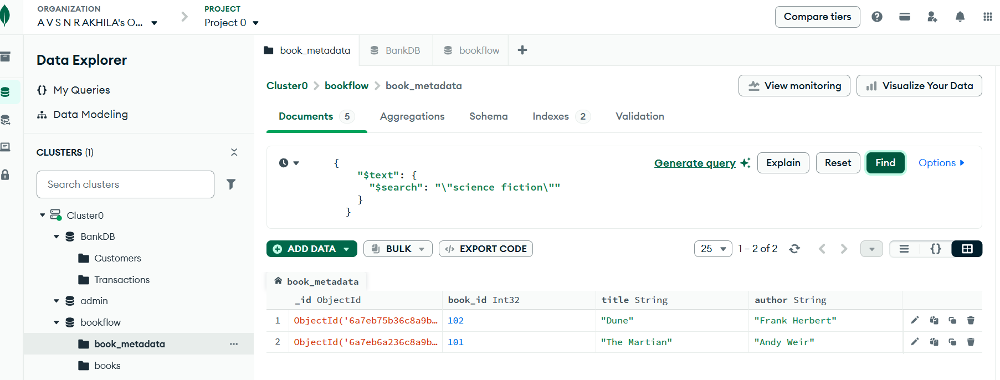 ORGANIZATION
A V S N R AKHILA's O...
PROJECT
Project 0
Compare tiers
Data Explorer
My Queries
Data Modeling
CLUSTERS (1)
Search clusters
Cluster0
BankDB
Customers
Transactions
admin
bookflow
book_metadata
books
book_metadata
BankDB
bookflow
Cluster0 > bookflow > book_metadata
View monitoring
Visualize Your Data
Documents 5
Aggregations
Schema
Indexes 2
Validation
{
"$text": {
"$search": "\"science fiction\""
}
}
Generate query
Explain
Reset
Find
Options
ADD DATA
BULK
EXPORT CODE
25
1 – 2 of 2
book_metadata
_id ObjectId book_id Int32 title String author String
1 ObjectId('6a7eb75b36c8a9b... 102 "Dune" "Frank Herbert"
2 ObjectId('6a7eb6a236c8a9b... 101 "The Martian" "Andy Weir"